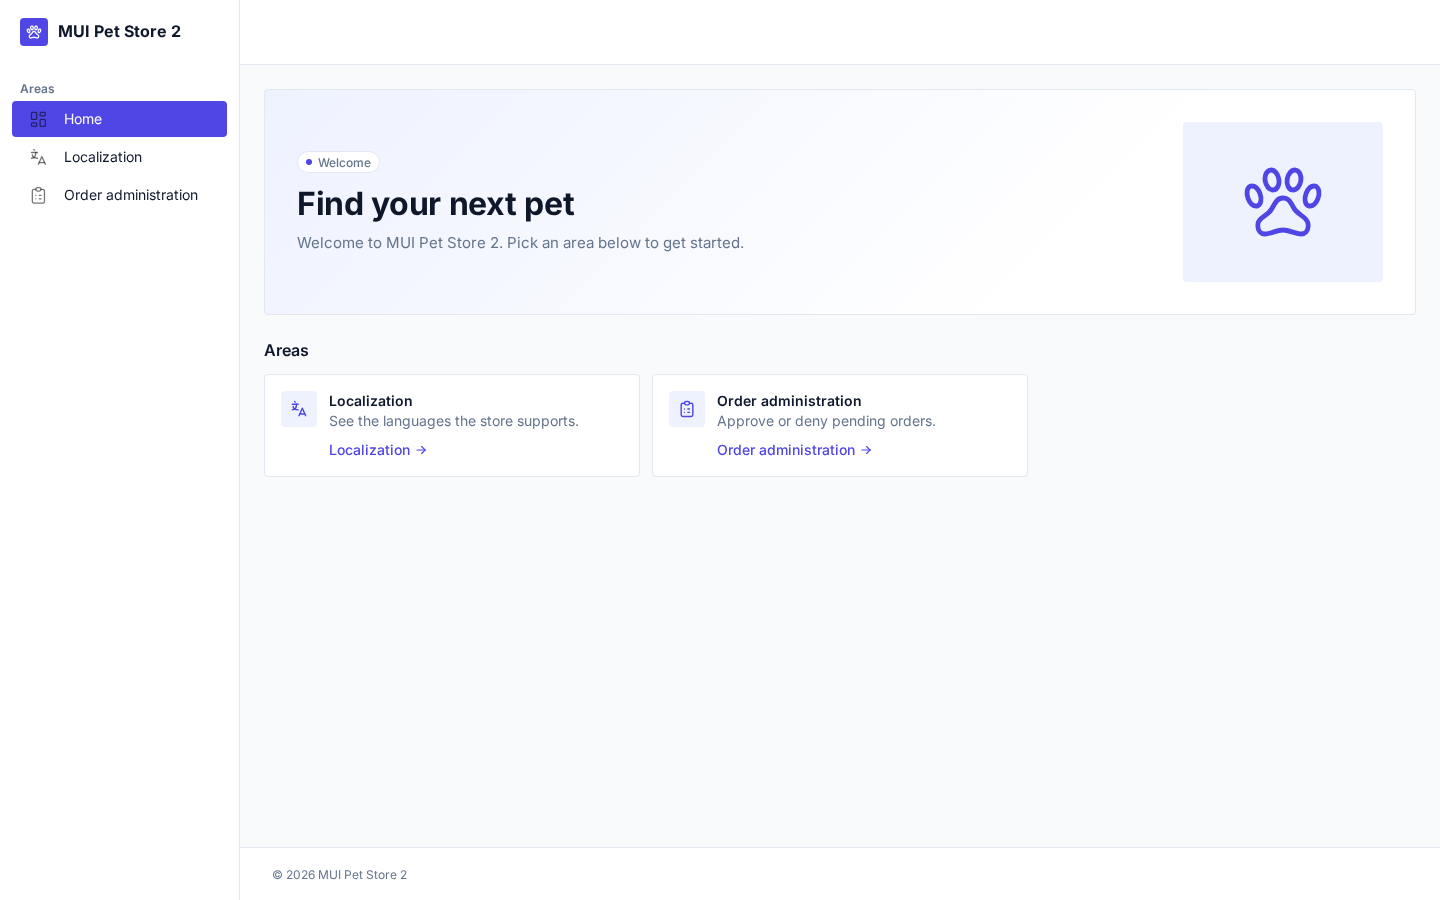 MUI Pet Store 2
Areas
Home
Localization
Order administration
Welcome
Find your next pet
Welcome to MUI Pet Store 2. Pick an area below to get started.
Areas
Localization
See the languages the store supports.
Localization →
Order administration
Approve or deny pending orders.
Order administration →
© 2026 MUI Pet Store 2